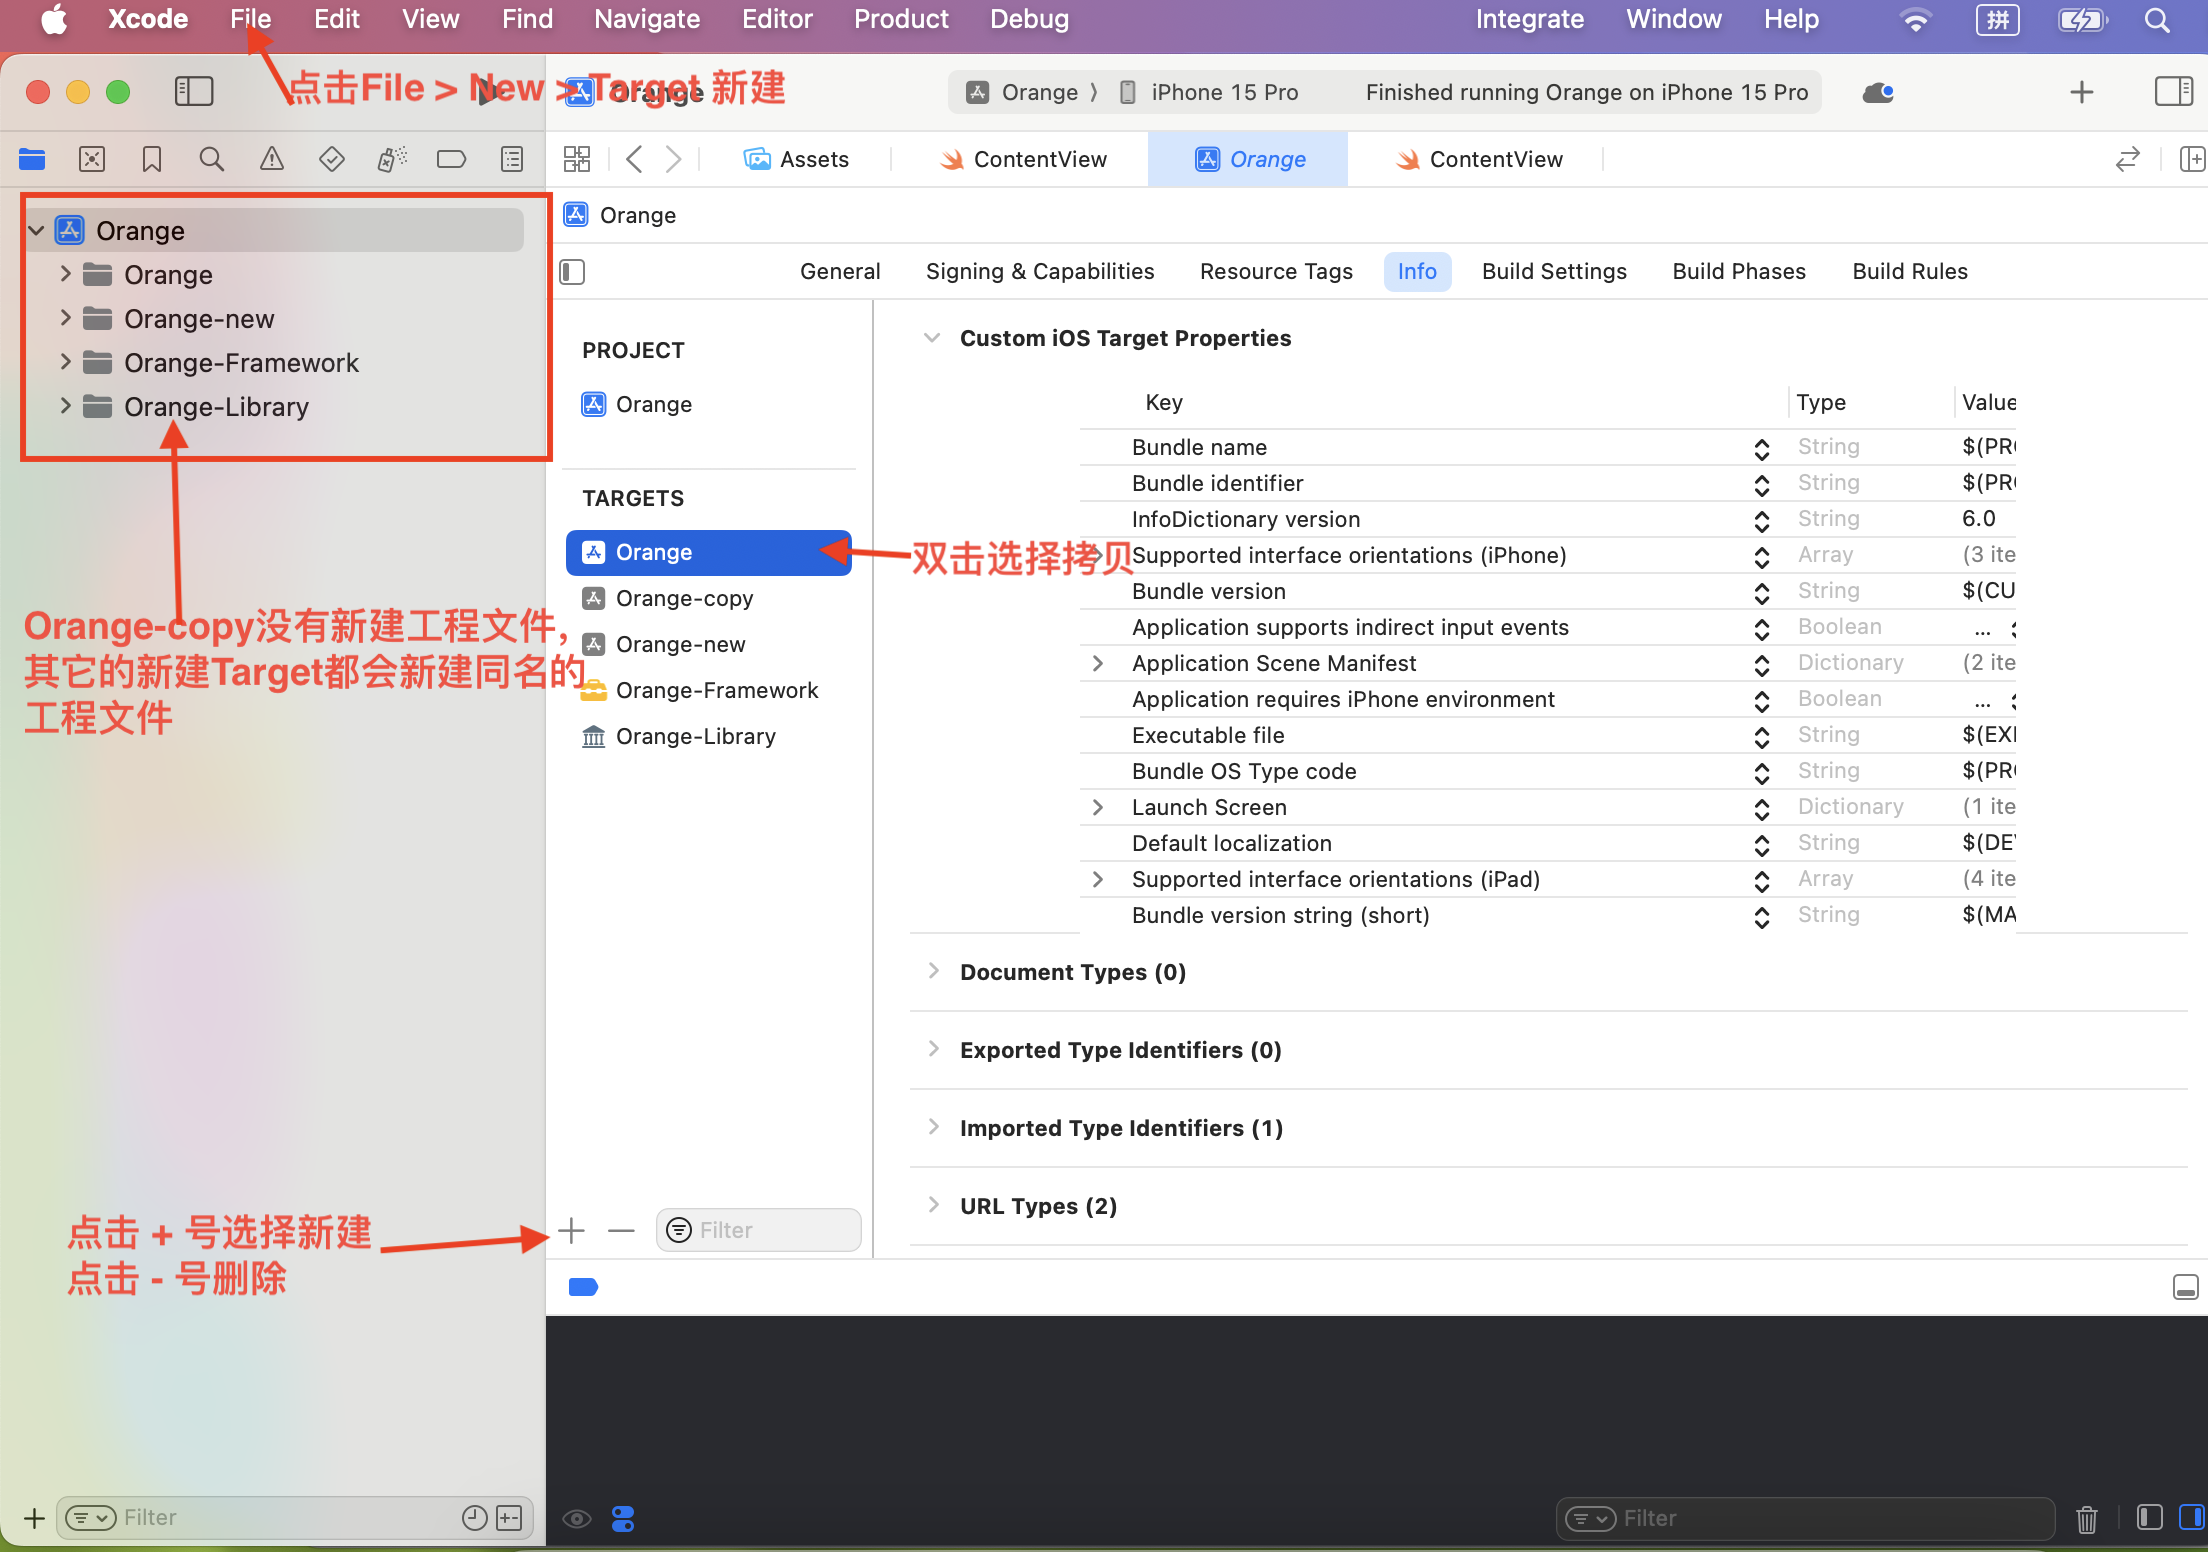 Xcode File Edit View Find Navigate Editor Product Debug Integrate Window Help 拼
点击File > New > Target 新建
Orange
Orange 〉 iPhone 15 Pro Finished running Orange on iPhone 15 Pro
Assets ContentView Orange ContentView
Orange
Orange
Orange
Orange-new
Orange-Framework
Orange-Library
Orange-copy没有新建工程文件，
其它的新建Target都会新建同名的
工程文件
点击 + 号选择新建
点击 - 号删除
Filter
General Signing & Capabilities Resource Tags Info Build Settings Build Phases Build Rules
PROJECT
Orange
TARGETS
Orange
双击选择拷贝
Orange-copy
Orange-new
Orange-Framework
Orange-Library
Filter
Custom iOS Target Properties
Key Type Value
Bundle name String $(PR
Bundle identifier String $(PR
InfoDictionary version String 6.0
Supported interface orientations (iPhone) Array (3 ite
Bundle version String $(CU
Application supports indirect input events Boolean ...
Application Scene Manifest Dictionary (2 ite
Application requires iPhone environment Boolean ...
Executable file String $(EX
Bundle OS Type code String $(PR
Launch Screen Dictionary (1 ite
Default localization String $(DE
Supported interface orientations (iPad) Array (4 ite
Bundle version string (short) String $(MA
Document Types (0)
Exported Type Identifiers (0)
Imported Type Identifiers (1)
URL Types (2)
Filter